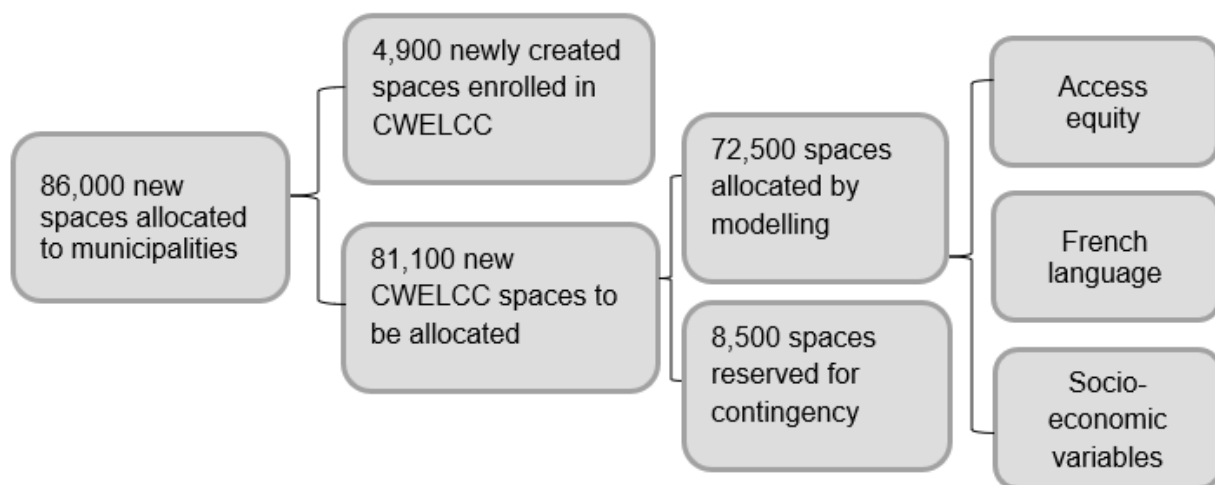 86,000 new
spaces allocated
to municipalities
4,900 newly created
spaces enrolled in
CWELCC
81,100 new
CWELCC spaces to
be allocated
72,500 spaces
allocated by
modelling
8,500 spaces
reserved for
contingency
Access
equity
French
language
Socio-
economic
variables